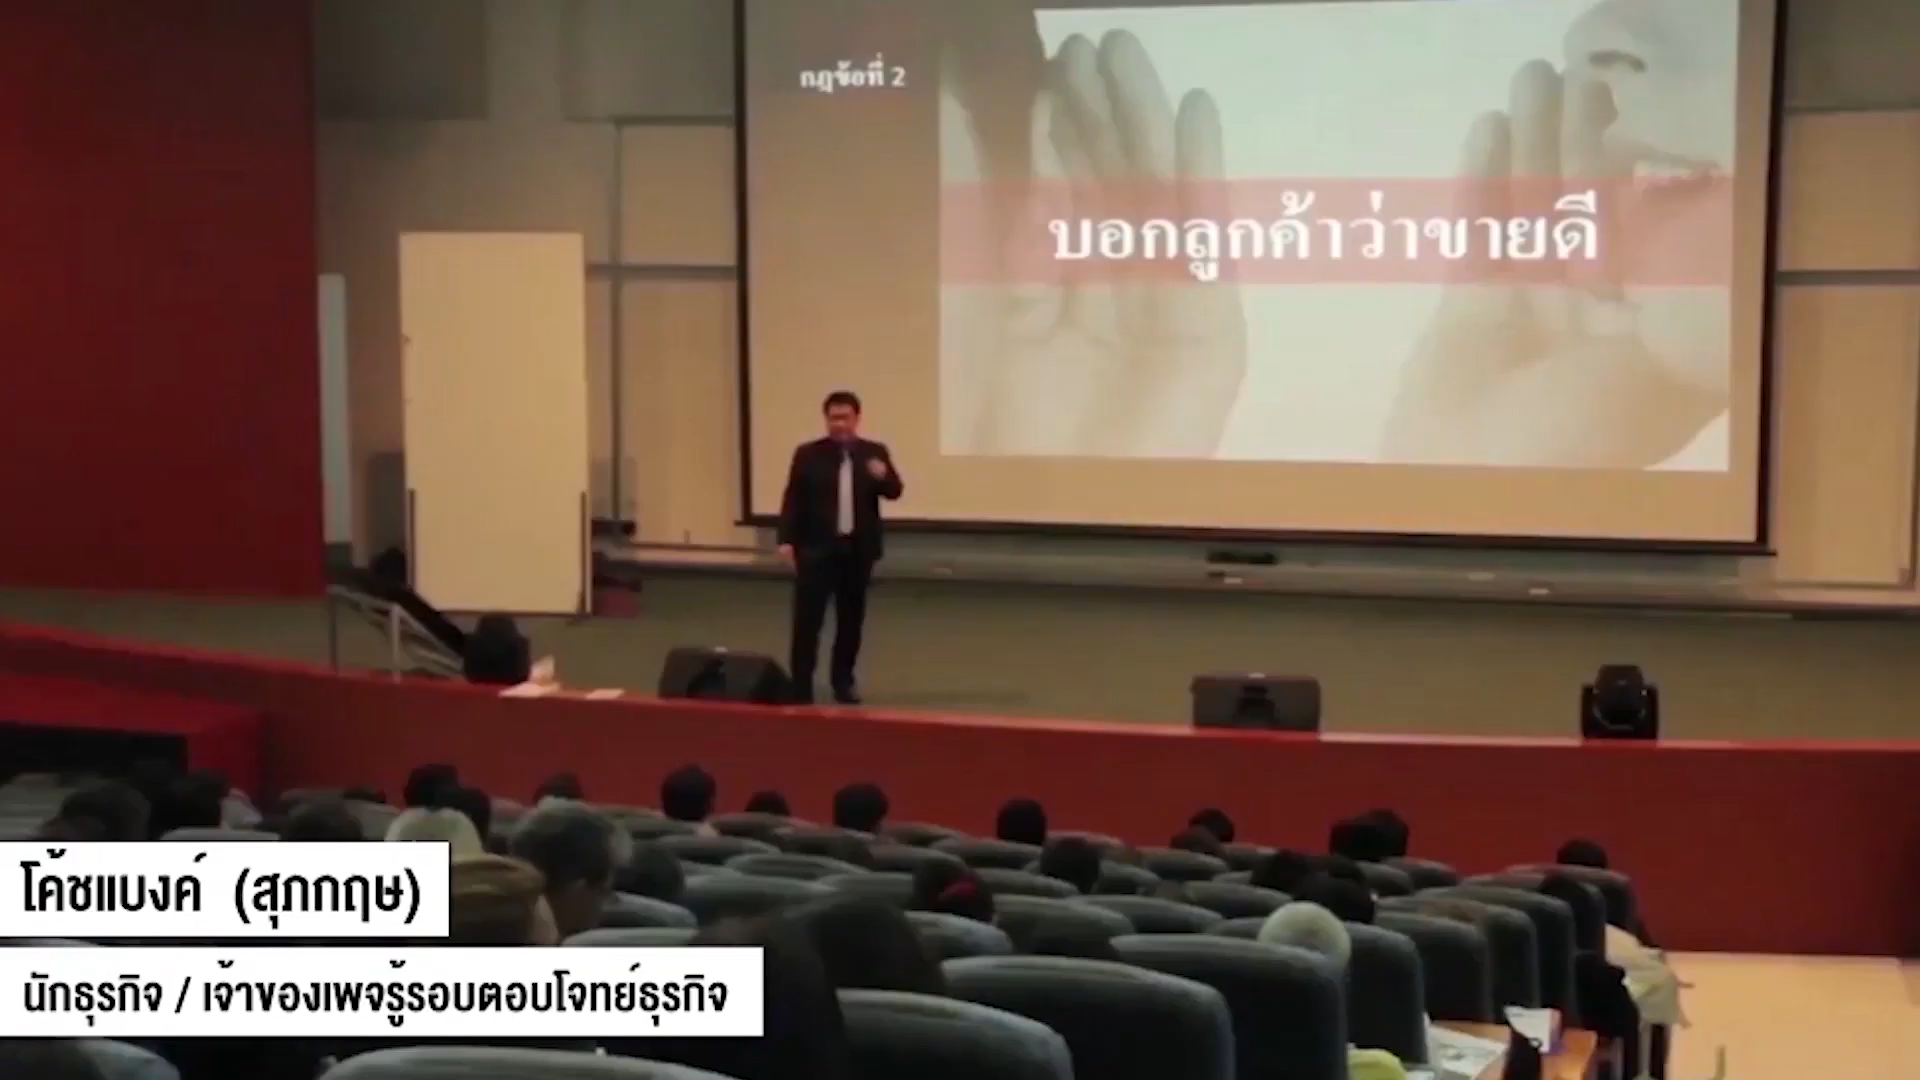 กฎข้อที่ 2
บอกลูกค้าว่าขายดี
โค้ชแบงค์ (สุภกฤษ)
นักธุรกิจ / เจ้าของเพจรู้รอบตอบโจทย์ธุรกิจ